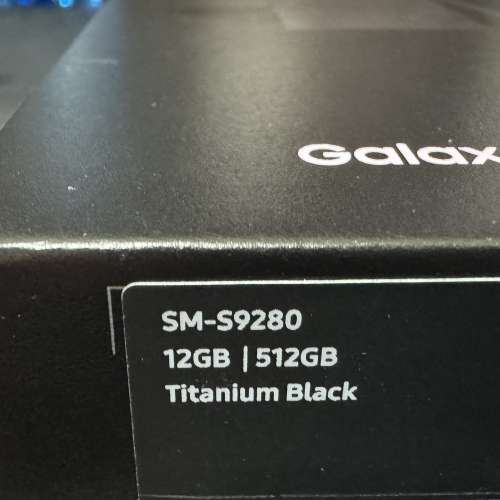 Galax
SM-S9280
12GB | 512GB
Titanium Black